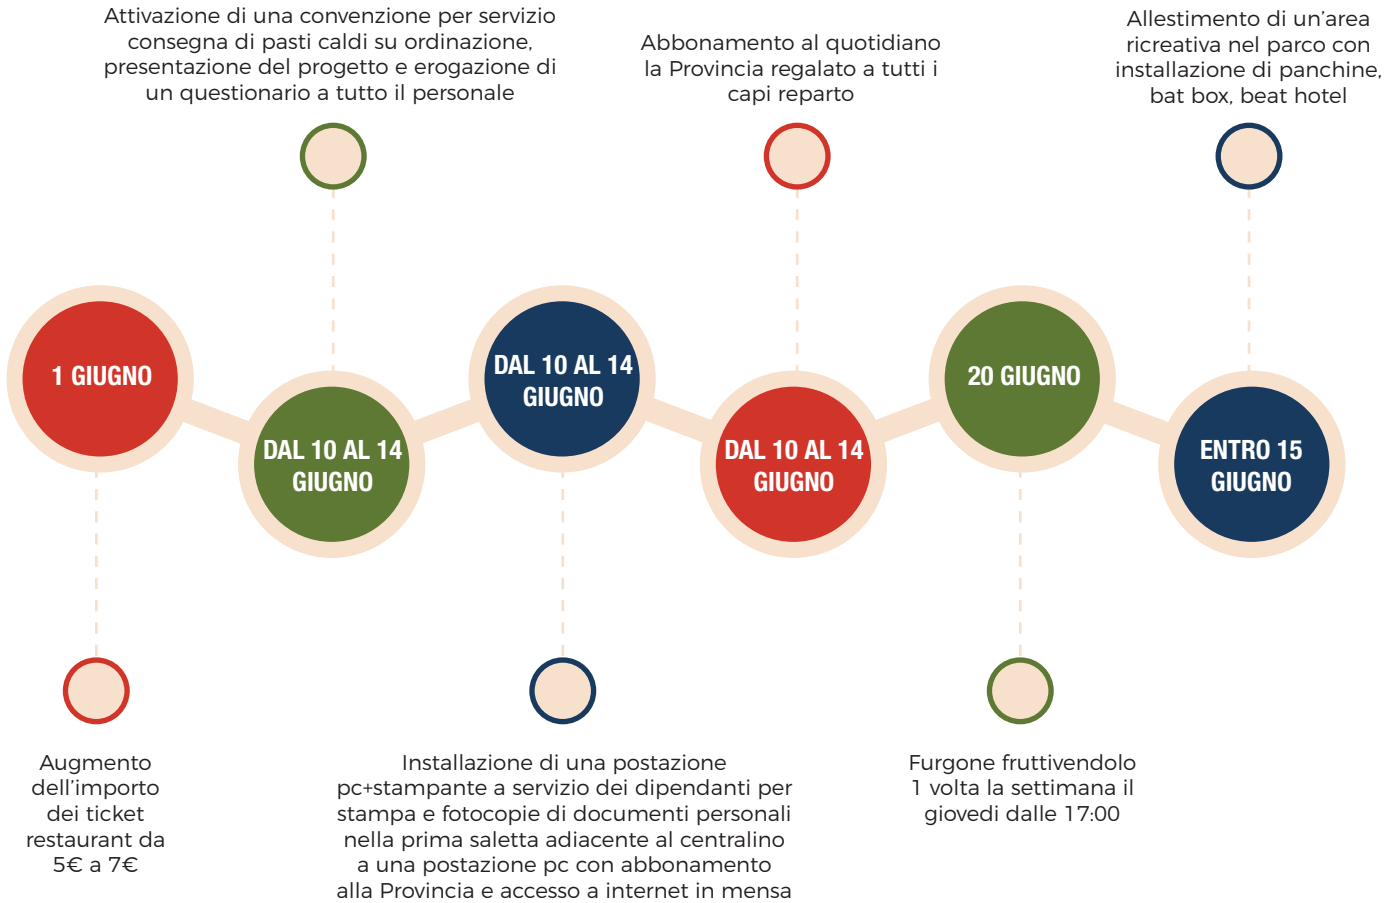 Attivazione di una convenzione per servizio
consegna di pasti caldi su ordinazione,
presentazione del progetto e erogazione di
un questionario a tutto il personale
Abbonamento al quotidiano
la Provincia regalato a tutti i
capi reparto
Allestimento di un'area
ricreativa nel parco con
installazione di panchine,
bat box, beat hotel
1 GIUGNO
DAL 10 AL 14
GIUGNO
DAL 10 AL 14
GIUGNO
DAL 10 AL 14
GIUGNO
20 GIUGNO
ENTRO 15
GIUGNO
Augmento
dell'importo
dei ticket
restaurant da
5€ a 7€
Installazione di una postazione
pc+stampante a servizio dei dipendanti per
stampa e fotocopie di documenti personali
nella prima saletta adiacente al centralino
a una postazione pc con abbonamento
alla Provincia e accesso a internet in mensa
Furgone fruttivendolo
1 volta la settimana il
giovedi dalle 17:00